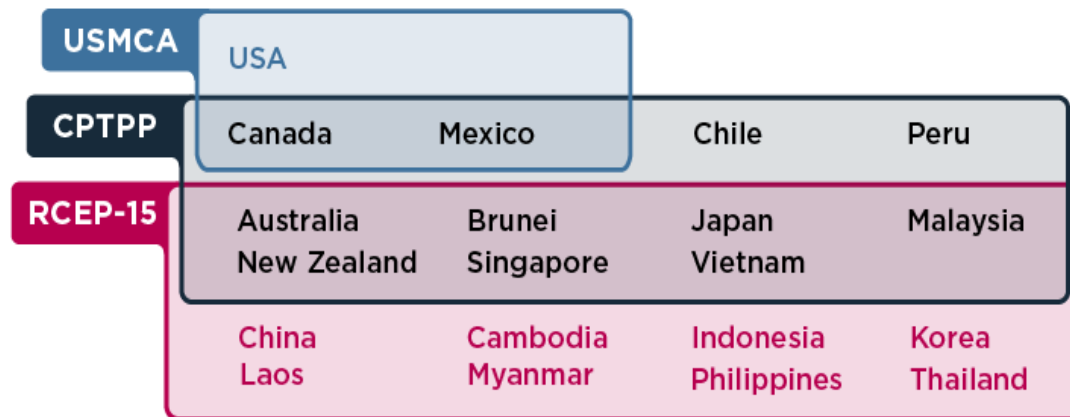 USMCA
USA
CPTPP
Canada Mexico Chile Peru
RCEP-15
Australia Brunei Japan Malaysia
New Zealand Singapore Vietnam
China Cambodia Indonesia Korea
Laos Myanmar Philippines Thailand